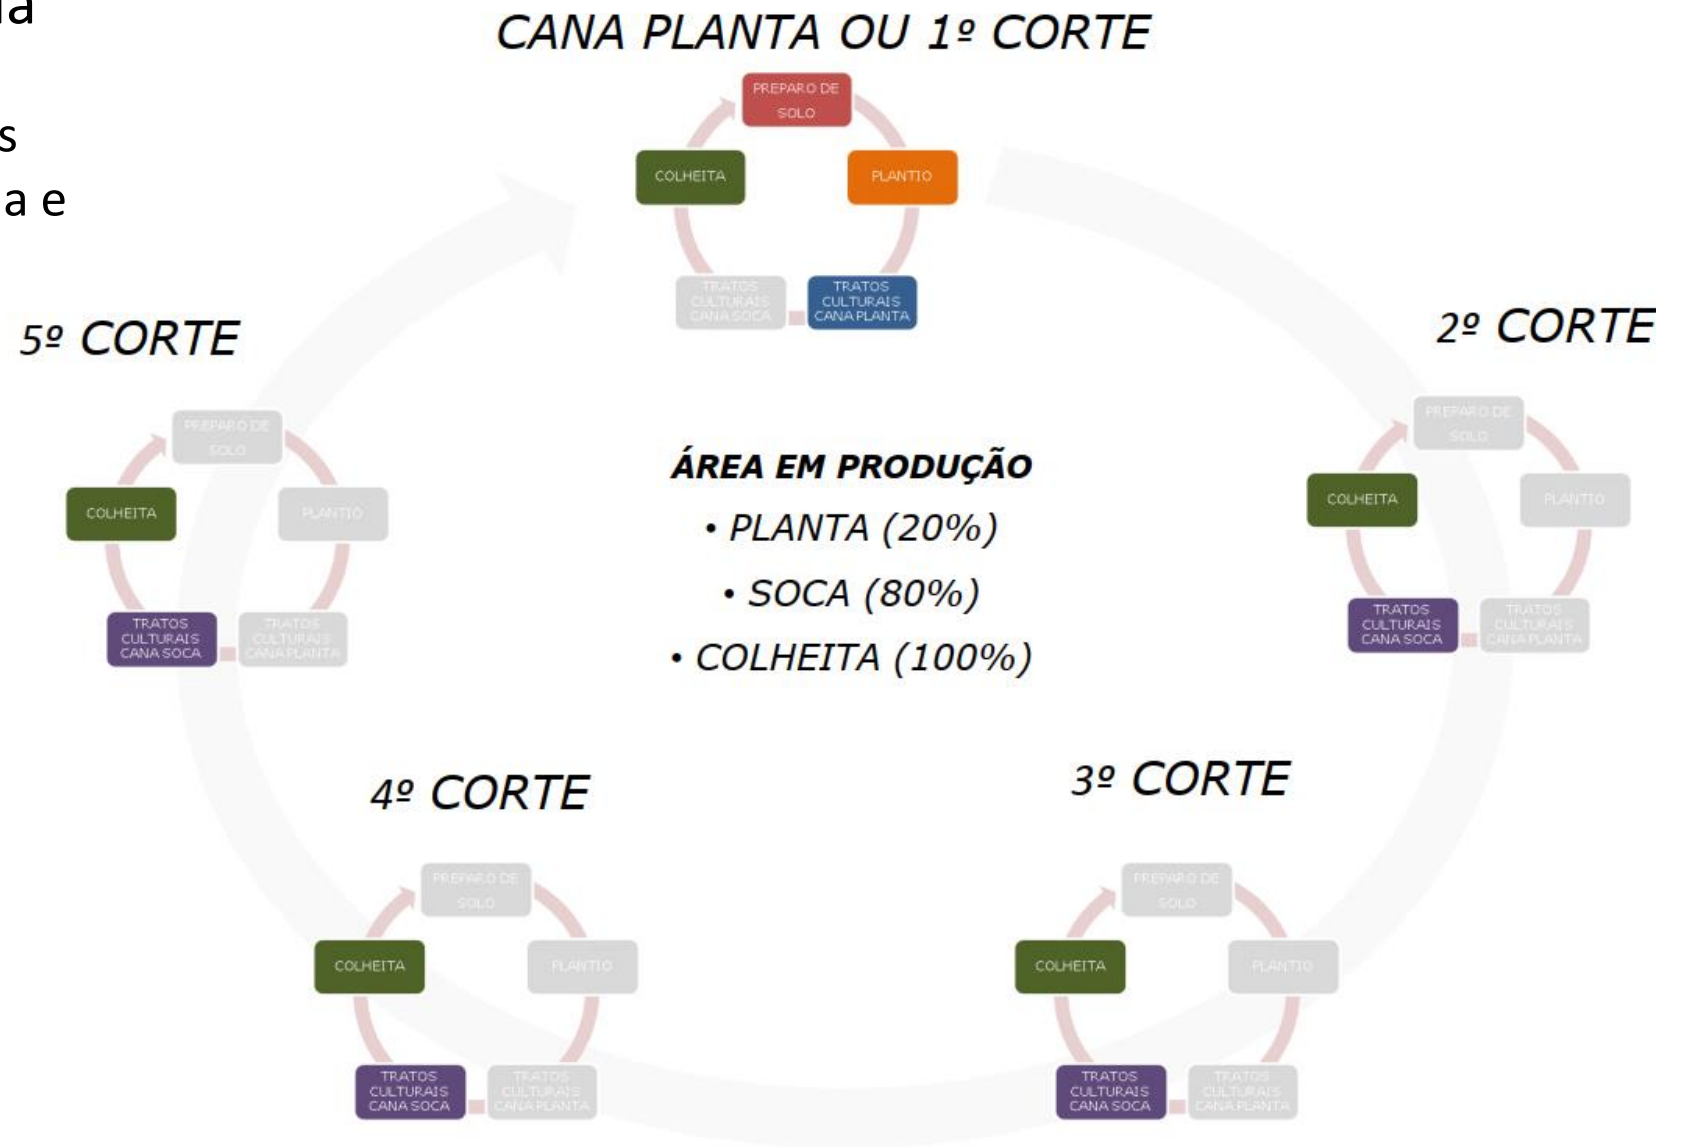 a
s
a e
CANA PLANTA OU 1º CORTE
PREPARO DE
SOLO
COLHEITA
PLANTIO
TRATOS
CULTURAIS
CANA SOCA
TRATOS
CULTURAIS
CANA PLANTA
5º CORTE
PREPARO DE
SOLO
COLHEITA
PLANTIO
TRATOS
CULTURAIS
CANA SOCA
TRATOS
CULTURAIS
CANA PLANTA
ÁREA EM PRODUÇÃO
• PLANTA (20%)
• SOCA (80%)
• COLHEITA (100%)
2º CORTE
PREPARO DE
SOLO
COLHEITA
PLANTIO
TRATOS
CULTURAIS
CANA SOCA
TRATOS
CULTURAIS
CANA PLANTA
4º CORTE
PREPARO DE
SOLO
COLHEITA
PLANTIO
TRATOS
CULTURAIS
CANA SOCA
TRATOS
CULTURAIS
CANA PLANTA
3º CORTE
PREPARO DE
SOLO
COLHEITA
PLANTIO
TRATOS
CULTURAIS
CANA SOCA
TRATOS
CULTURAIS
CANA PLANTA